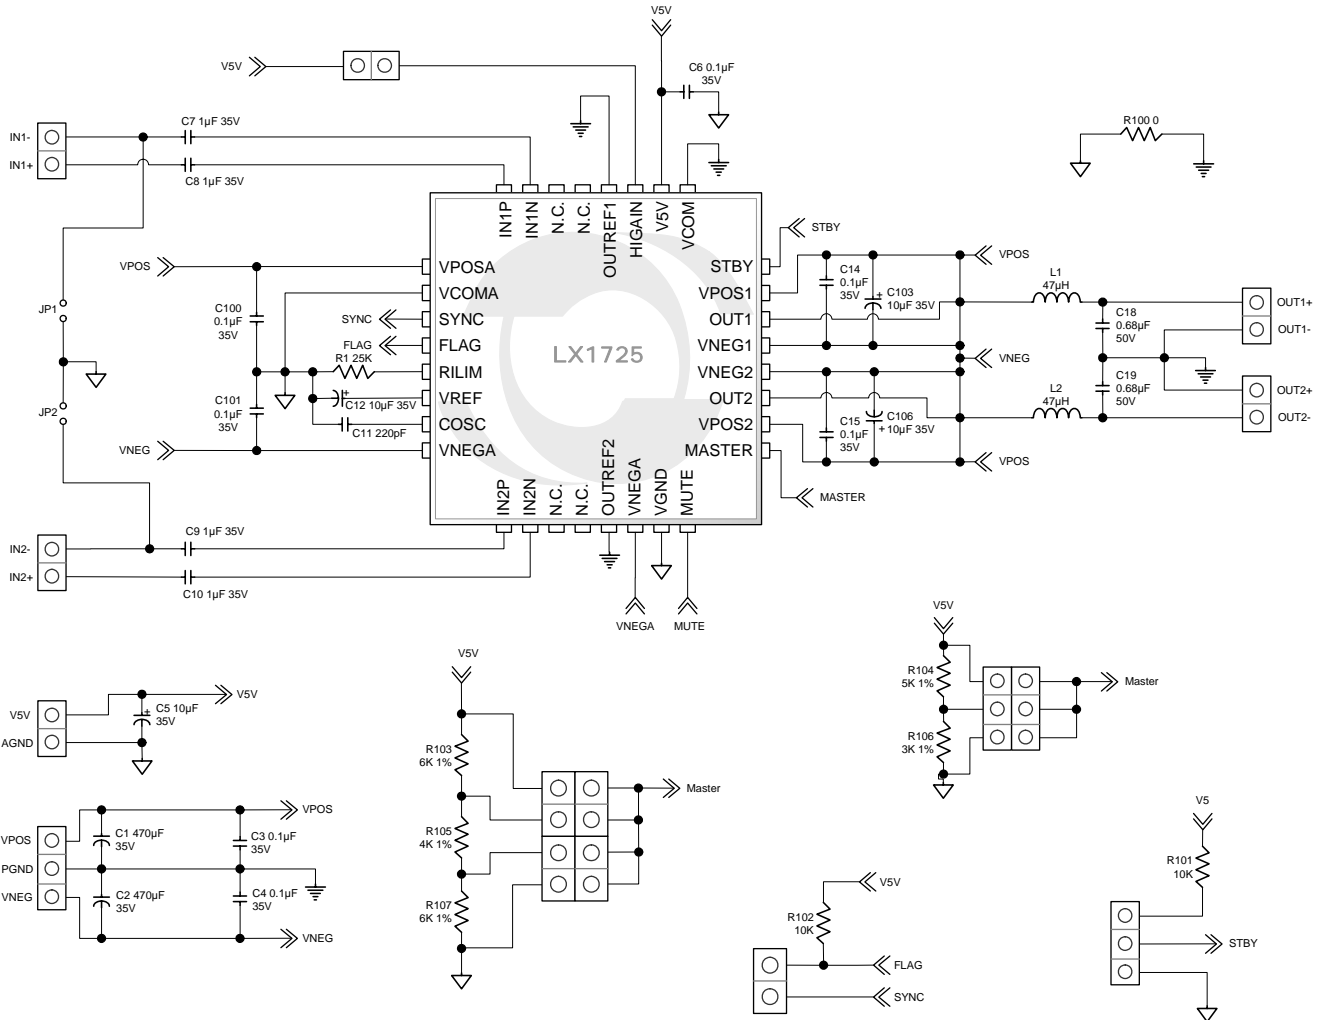 V5V
V5V
C6 0.1µF
35V
IN1-
IN1+
C7 1µF 35V
C8 1µF 35V
R100 0
IN1P
IN1N
N.C.
N.C.
OUTREF1
HIGAIN
V5V
VCOM
VPOSA
VCOMA
SYNC
FLAG
RILIM
VREF
COSC
VNEGA
LX1725
STBY
VPOS1
OUT1
VNEG1
VNEG2
OUT2
VPOS2
MASTER
IN2P
IN2N
N.C.
N.C.
OUTREF2
VNEGA
VGND
MUTE
VPOS
C100
0.1µF
35V
SYNC
FLAG
R1 25K
C12 10µF 35V
C11 220pF
C101
0.1µF
35V
VNEG
JP1
JP2
STBY
VPOS
C14
0.1µF
35V
C103
10µF 35V
VNEG
C15
0.1µF
35V
C106
10µF 35V
VPOS
MASTER
L1
47µH
C18
0.68µF
50V
C19
0.68µF
50V
L2
47µH
OUT1+
OUT1-
OUT2+
OUT2-
IN2-
IN2+
C9 1µF 35V
C10 1µF 35V
VNEGA
MUTE
V5V
AGND
V5V
C5 10µF
35V
VPOS
PGND
VNEG
C1 470µF
35V
C2 470µF
35V
C3 0.1µF
35V
C4 0.1µF
35V
VPOS
VNEG
V5V
R103
6K 1%
R105
4K 1%
R107
6K 1%
Master
V5V
R104
5K 1%
R106
3K 1%
Master
V5V
R102
10K
FLAG
SYNC
V5
R101
10K
STBY